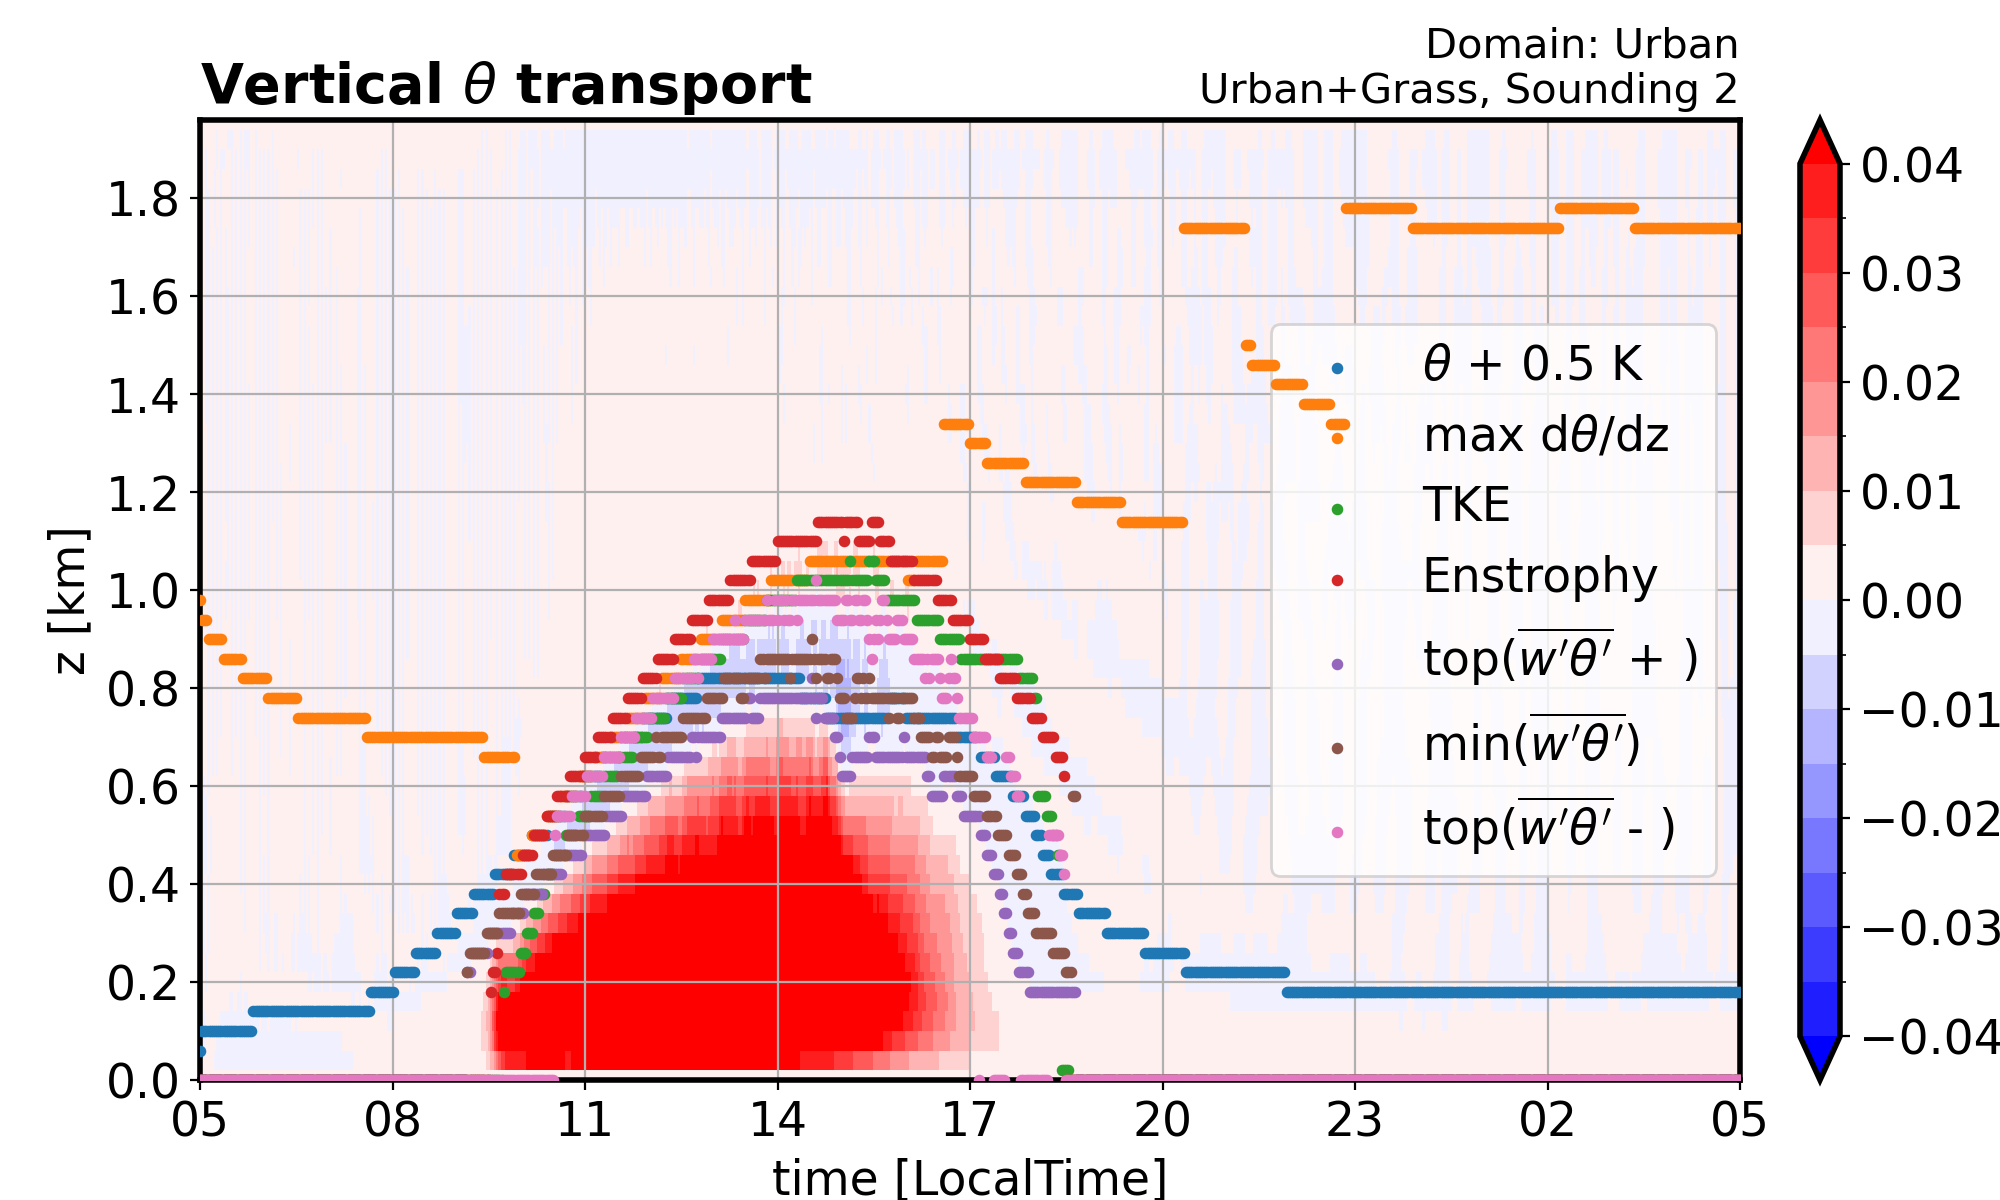 Domain: Urban
Vertical θ transport
Urban+Grass, Sounding 2
1.8
1.6
1.4
1.2
1.0
0.8
0.6
0.4
0.2
0.0
z [km]
05 08 11 14 17 20 23 02 05
time [LocalTime]
θ + 0.5 K
max dθ/dz
TKE
Enstrophy
top(w′θ′ + )
min(w′θ′)
top(w′θ′ - )
0.04
0.03
0.02
0.01
0.00
−0.01
−0.02
−0.03
−0.04